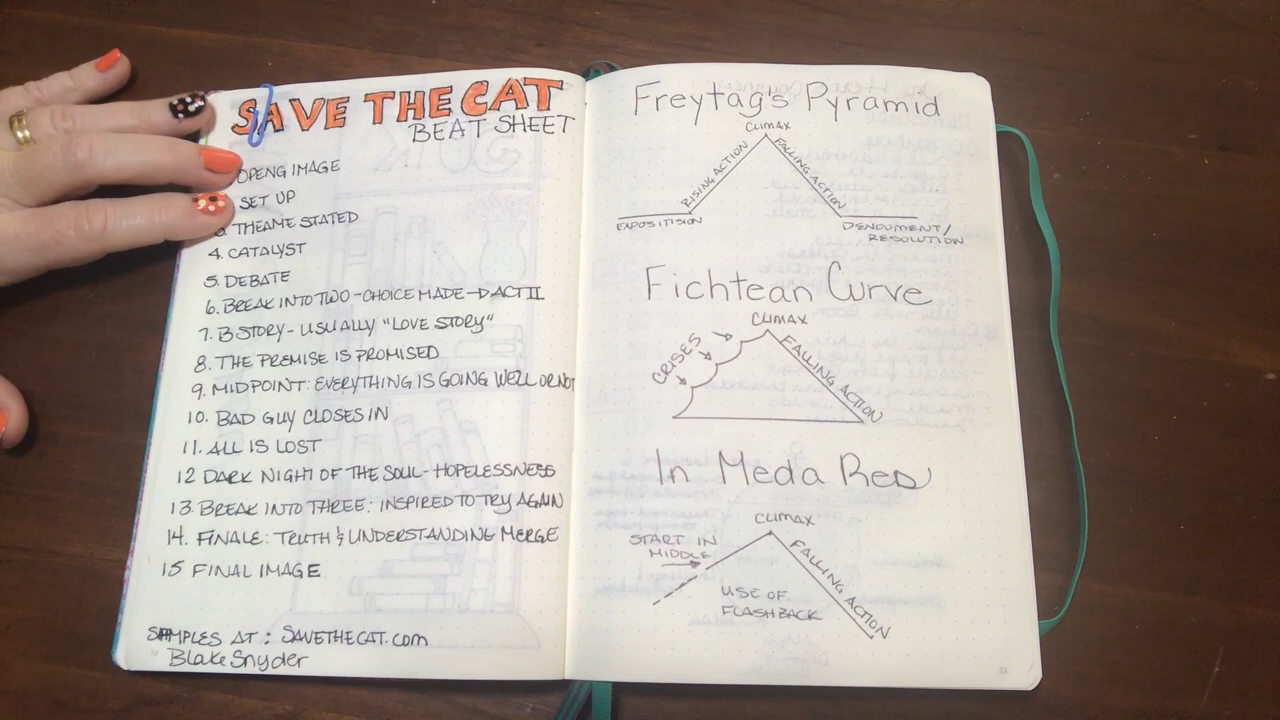 SAVE THE CAT
BEAT SHEET
OPENG IMAGE
SET UP
3. THEAME STATED
4. CATALYST
5. DEBATE
6. BREAK INTO TWO - CHOICE MADE → ACT II
7. B STORY - USUALLY "LOVE STORY"
8. THE PREMISE IS PROMISED
9. MIDPOINT: EVERYTHING IS GOING WELL OR NOT
10. BAD GUY CLOSES IN
11. ALL IS LOST
12 DARK NIGHT OF THE SOUL - HOPELESSNESS
13. BREAK INTO THREE: INSPIRED TO TRY AGAIN
14. FINALE: TRUTH & UNDERSTANDING MERGE
15 FINAL IMAGE
SAMPLES AT: SAVETHECAT.com
Blake Snyder
Freytag's Pyramid
CLIMAX
RISING ACTION
FALLING ACTION
EXPOSITISION
DENOUMENT/
RESOLUTION
Fichtean Curve
CLIMAX
CRISES
FALLING ACTION
In Meda Res
CLIMAX
START IN
MIDDLE
FALLING ACTION
USE OF
FLASHBACK